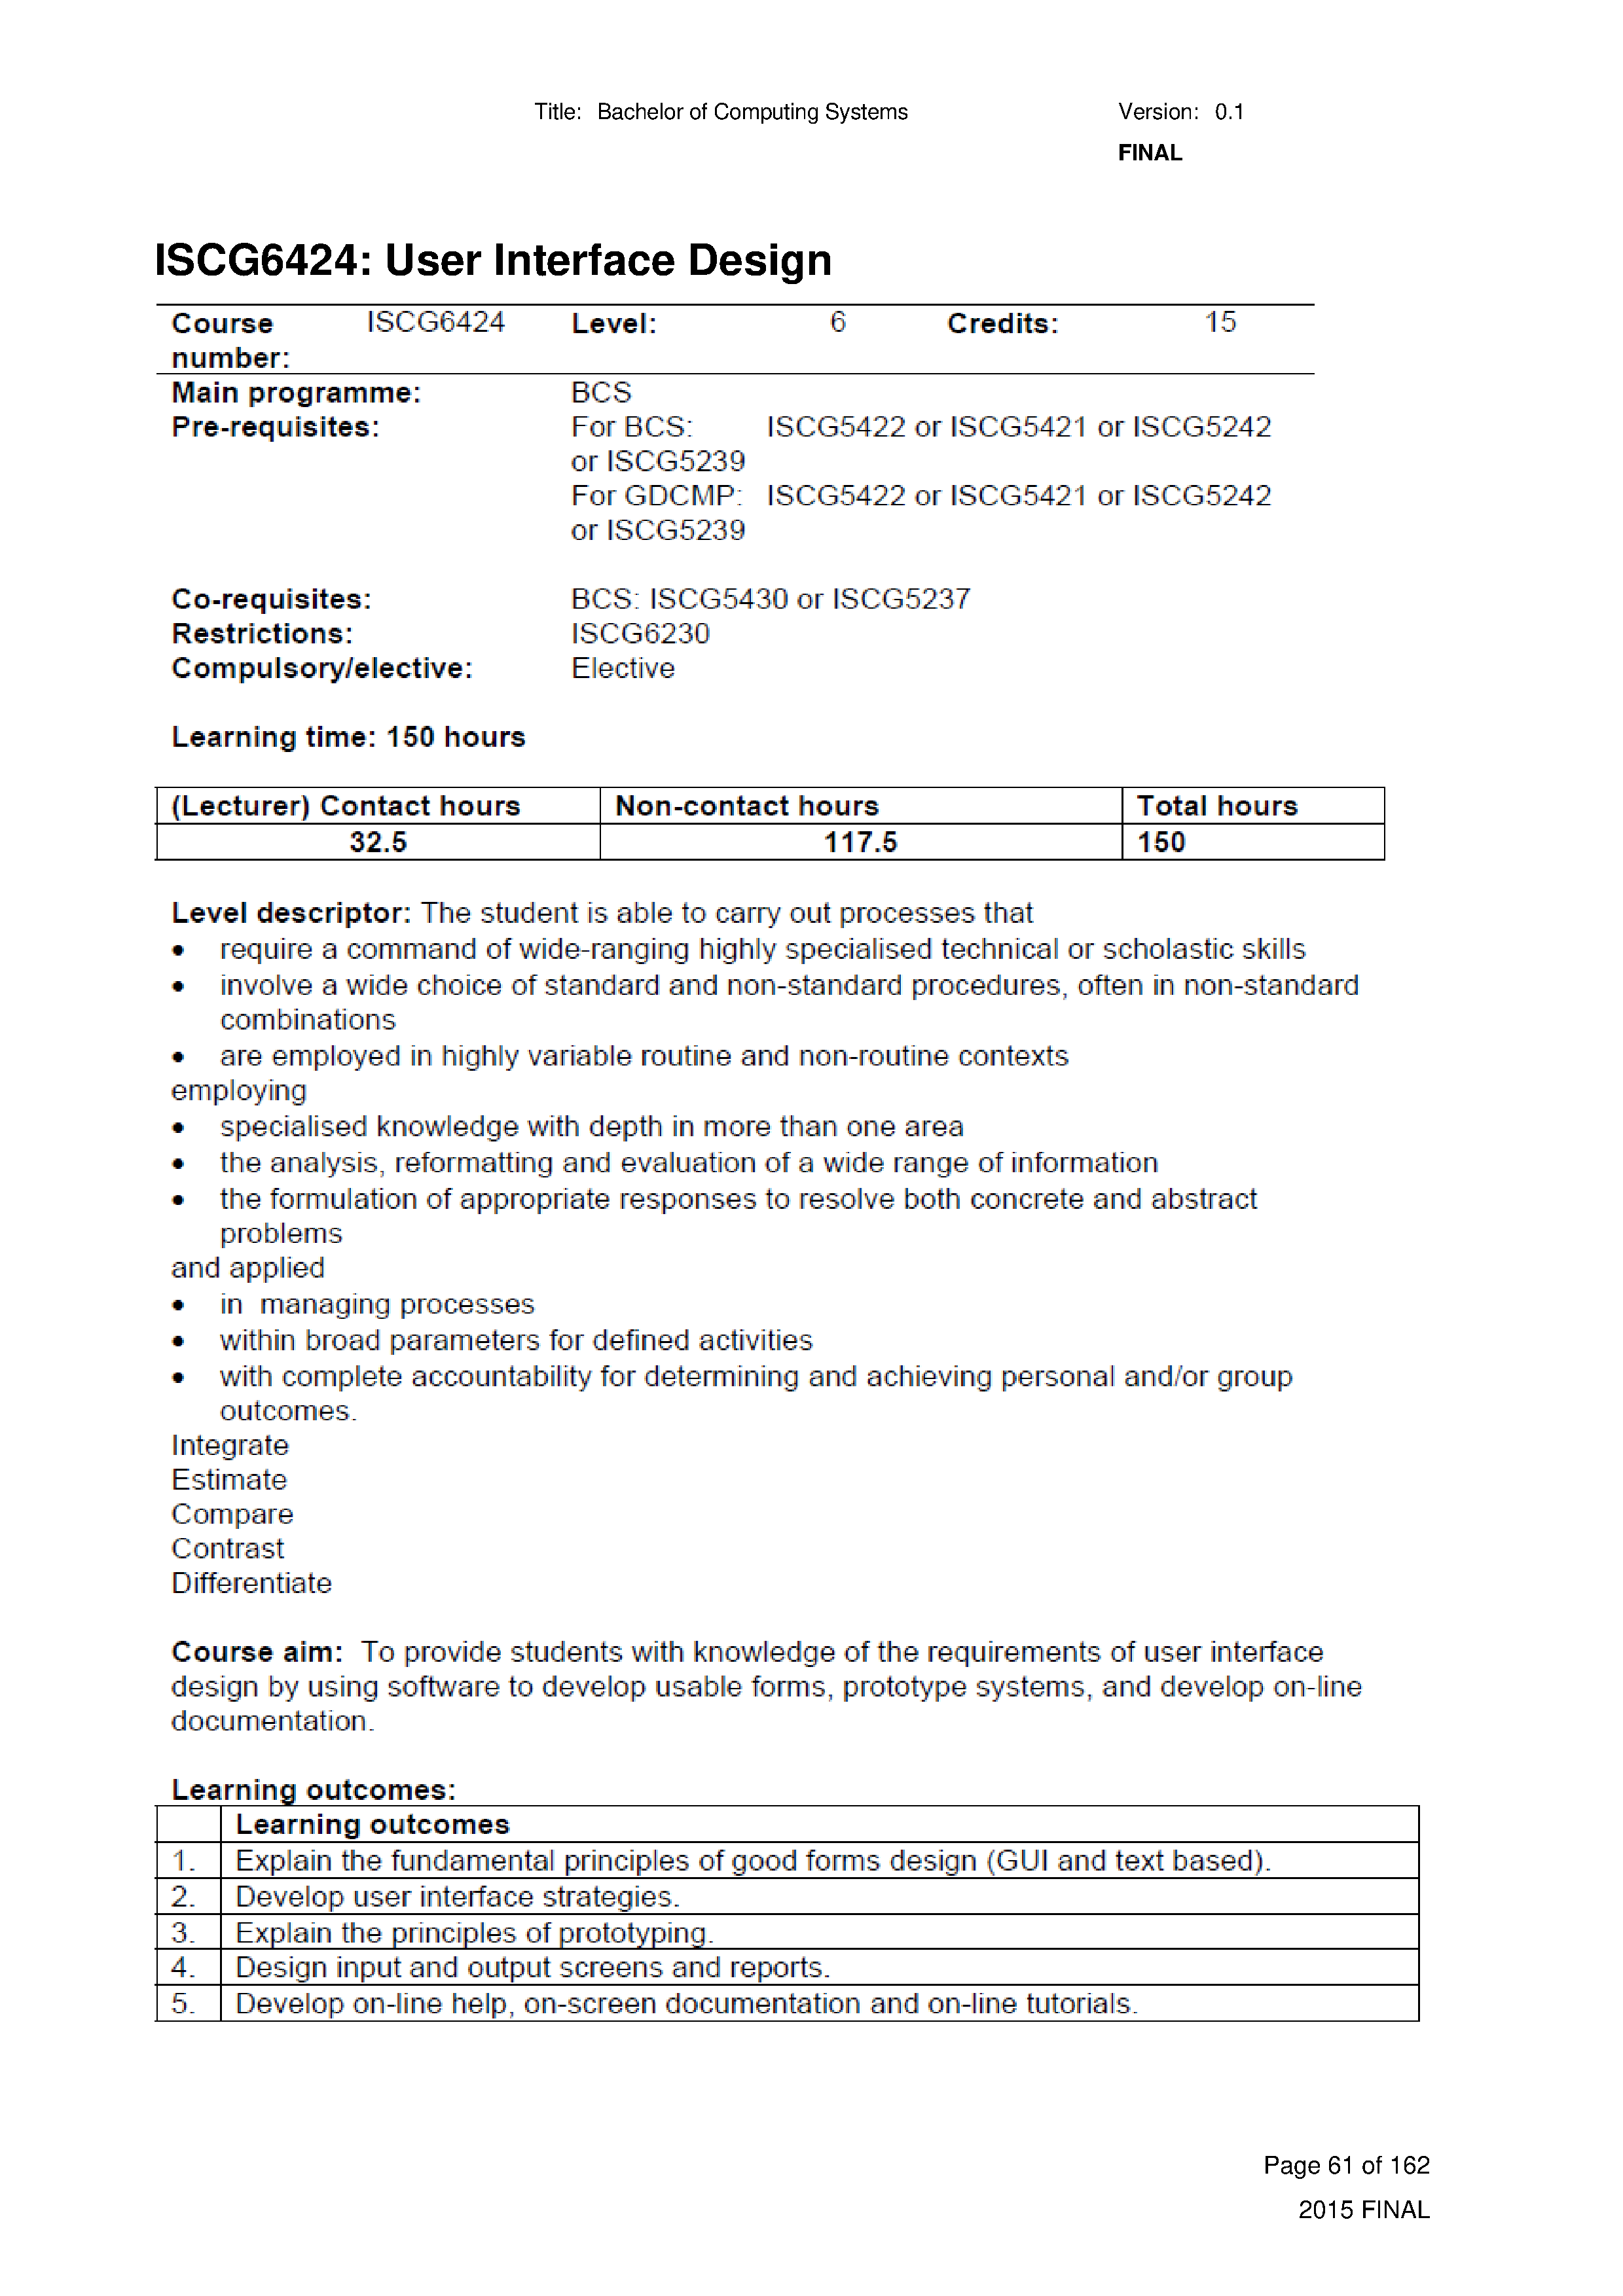 Title: Bachelor of Computing Systems Version: 0.1
FINAL
ISCG6424: User Interface Design
Course ISCG6424 Level: 6 Credits: 15
number:
Main programme: BCS
Pre-requisites: For BCS: ISCG5422 or ISCG5421 or ISCG5242
or ISCG5239
For GDCMP: ISCG5422 or ISCG5421 or ISCG5242
or ISCG5239
Co-requisites: BCS: ISCG5430 or ISCG5237
Restrictions: ISCG6230
Compulsory/elective: Elective
Learning time: 150 hours
(Lecturer) Contact hours Non-contact hours Total hours
32.5 117.5 150
Level descriptor: The student is able to carry out processes that
• require a command of wide-ranging highly specialised technical or scholastic skills
• involve a wide choice of standard and non-standard procedures, often in non-standard
combinations
• are employed in highly variable routine and non-routine contexts
employing
• specialised knowledge with depth in more than one area
• the analysis, reformatting and evaluation of a wide range of information
• the formulation of appropriate responses to resolve both concrete and abstract
problems
and applied
• in managing processes
• within broad parameters for defined activities
• with complete accountability for determining and achieving personal and/or group
outcomes.
Integrate
Estimate
Compare
Contrast
Differentiate
Course aim: To provide students with knowledge of the requirements of user interface
design by using software to develop usable forms, prototype systems, and develop on-line
documentation.
Learning outcomes:
Learning outcomes
1. Explain the fundamental principles of good forms design (GUI and text based).
2. Develop user interface strategies.
3. Explain the principles of prototyping.
4. Design input and output screens and reports.
5. Develop on-line help, on-screen documentation and on-line tutorials.
Page 61 of 162
2015 FINAL